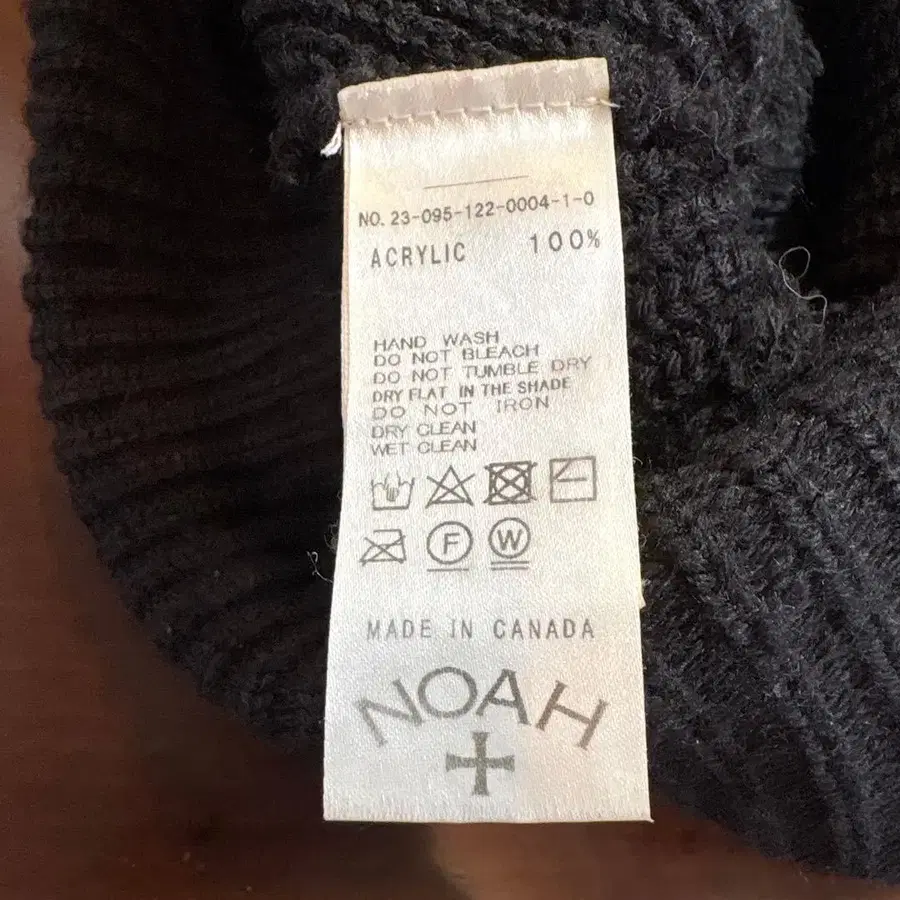 NO. 23-095-122-0004-1-0
ACRYLIC 100%
HAND WASH
DO NOT BLEACH
DO NOT TUMBLE DRY
DRY FLAT IN THE SHADE
DO NOT IRON
DRY CLEAN
WET CLEAN
F W
MADE IN CANADA
NOAH